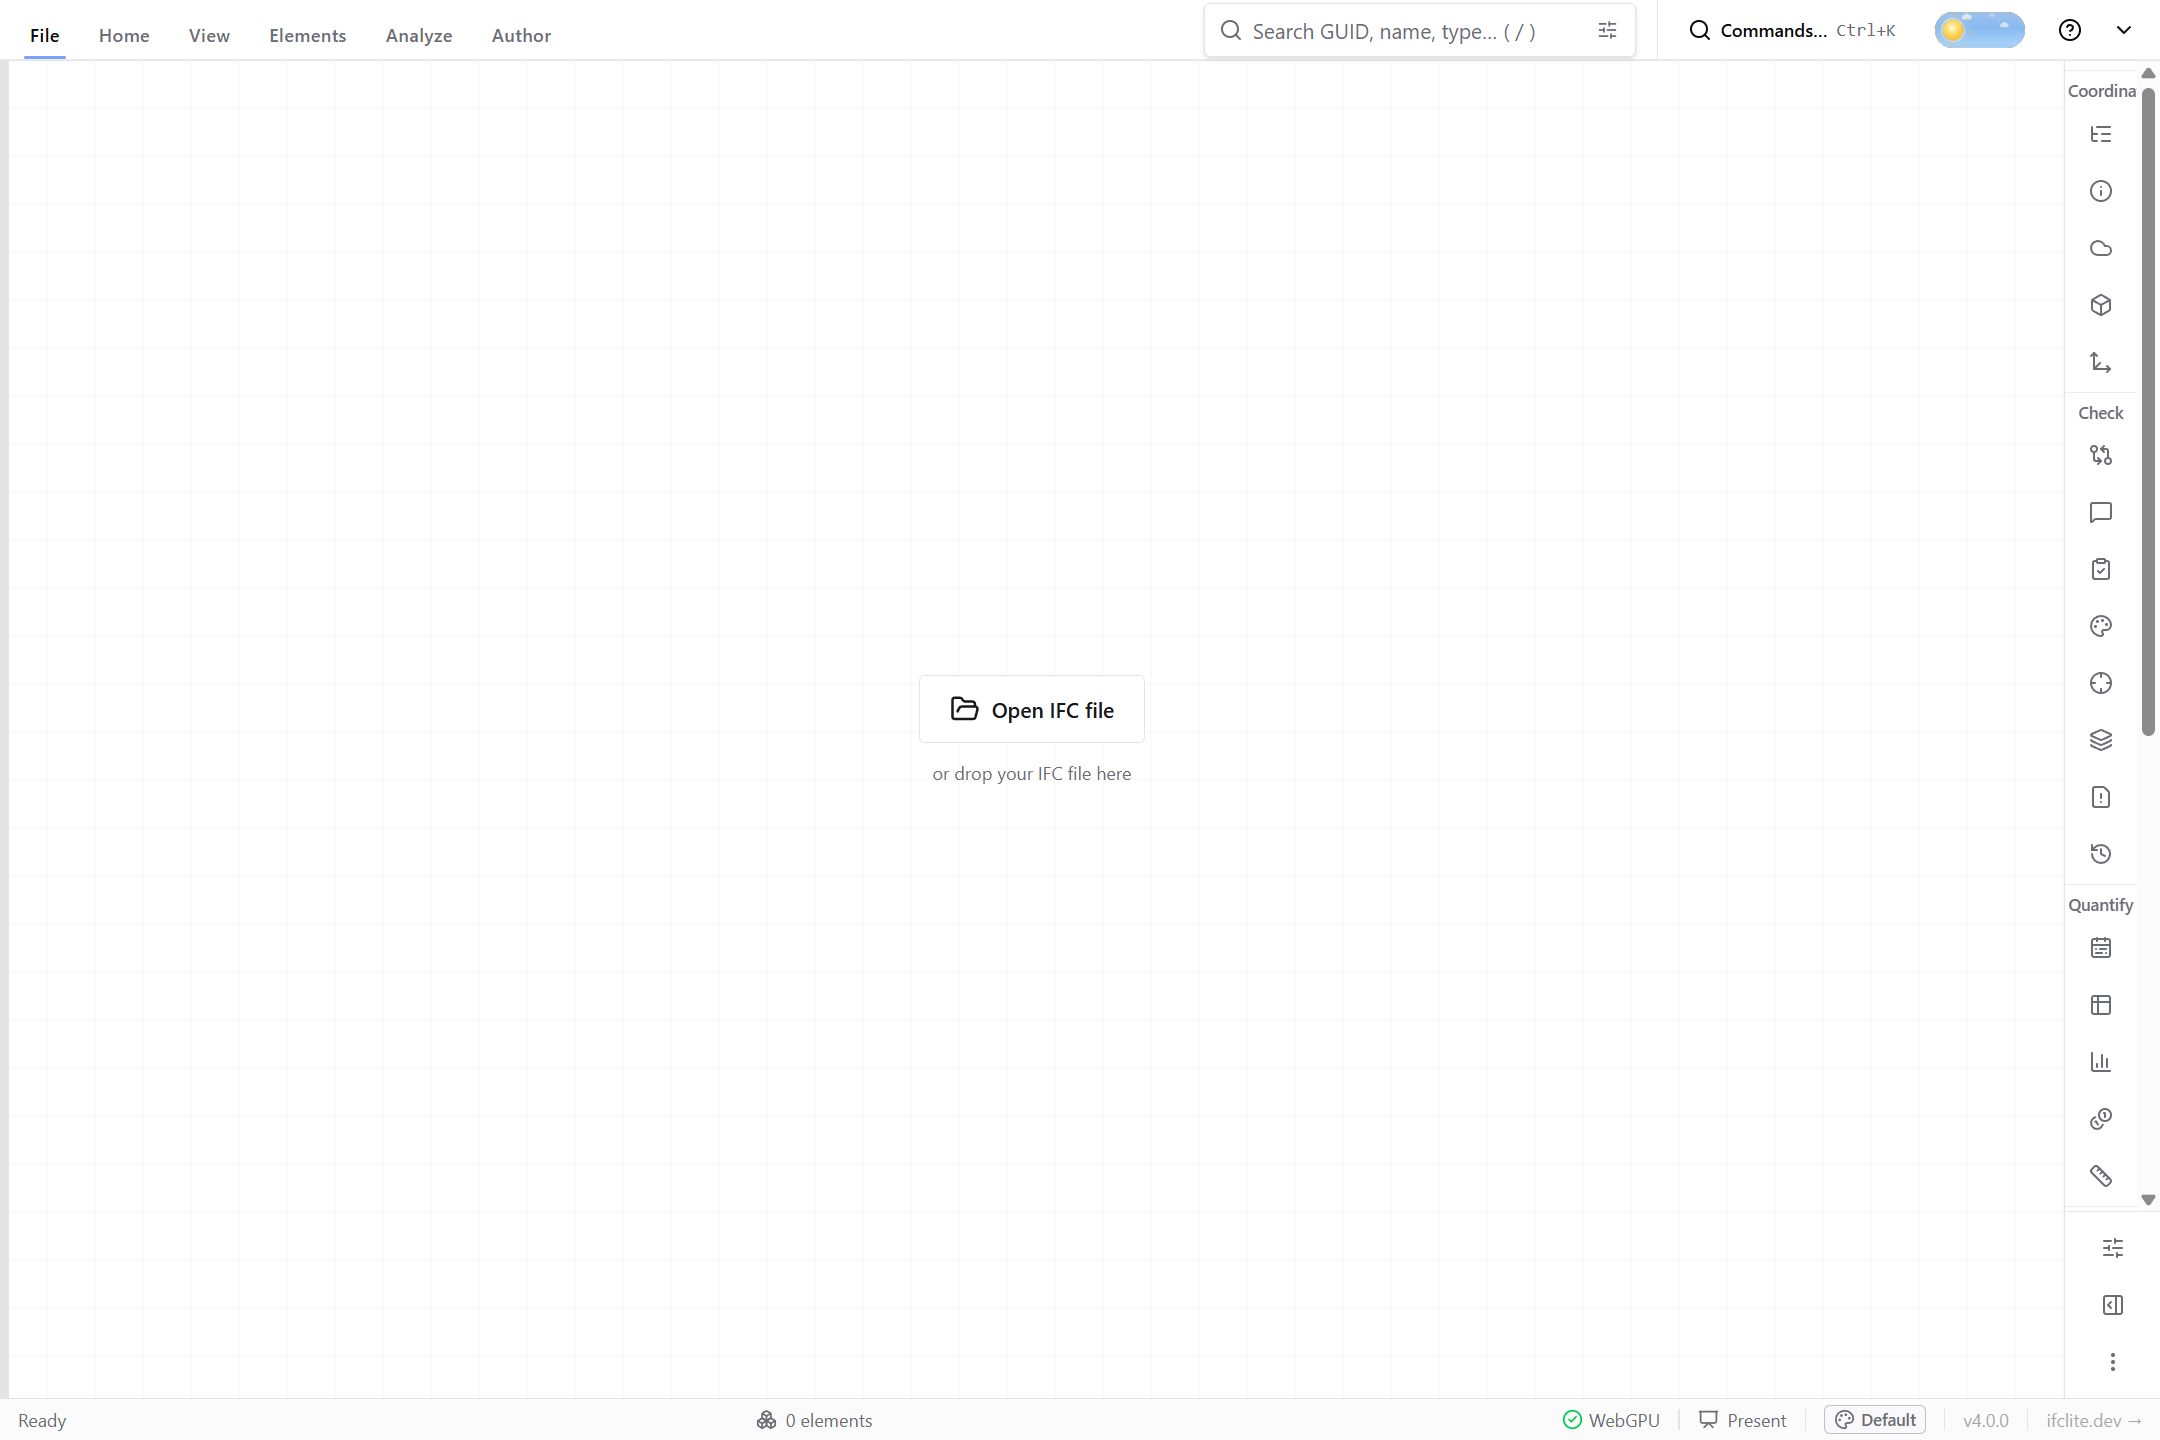 File Home View Elements Analyze Author Search GUID, name, type... ( / ) Commands... Ctrl+K
Coordina
Check
Open IFC file
or drop your IFC file here
Quantify
Ready 0 elements WebGPU Present Default v4.0.0 ifclite.dev →